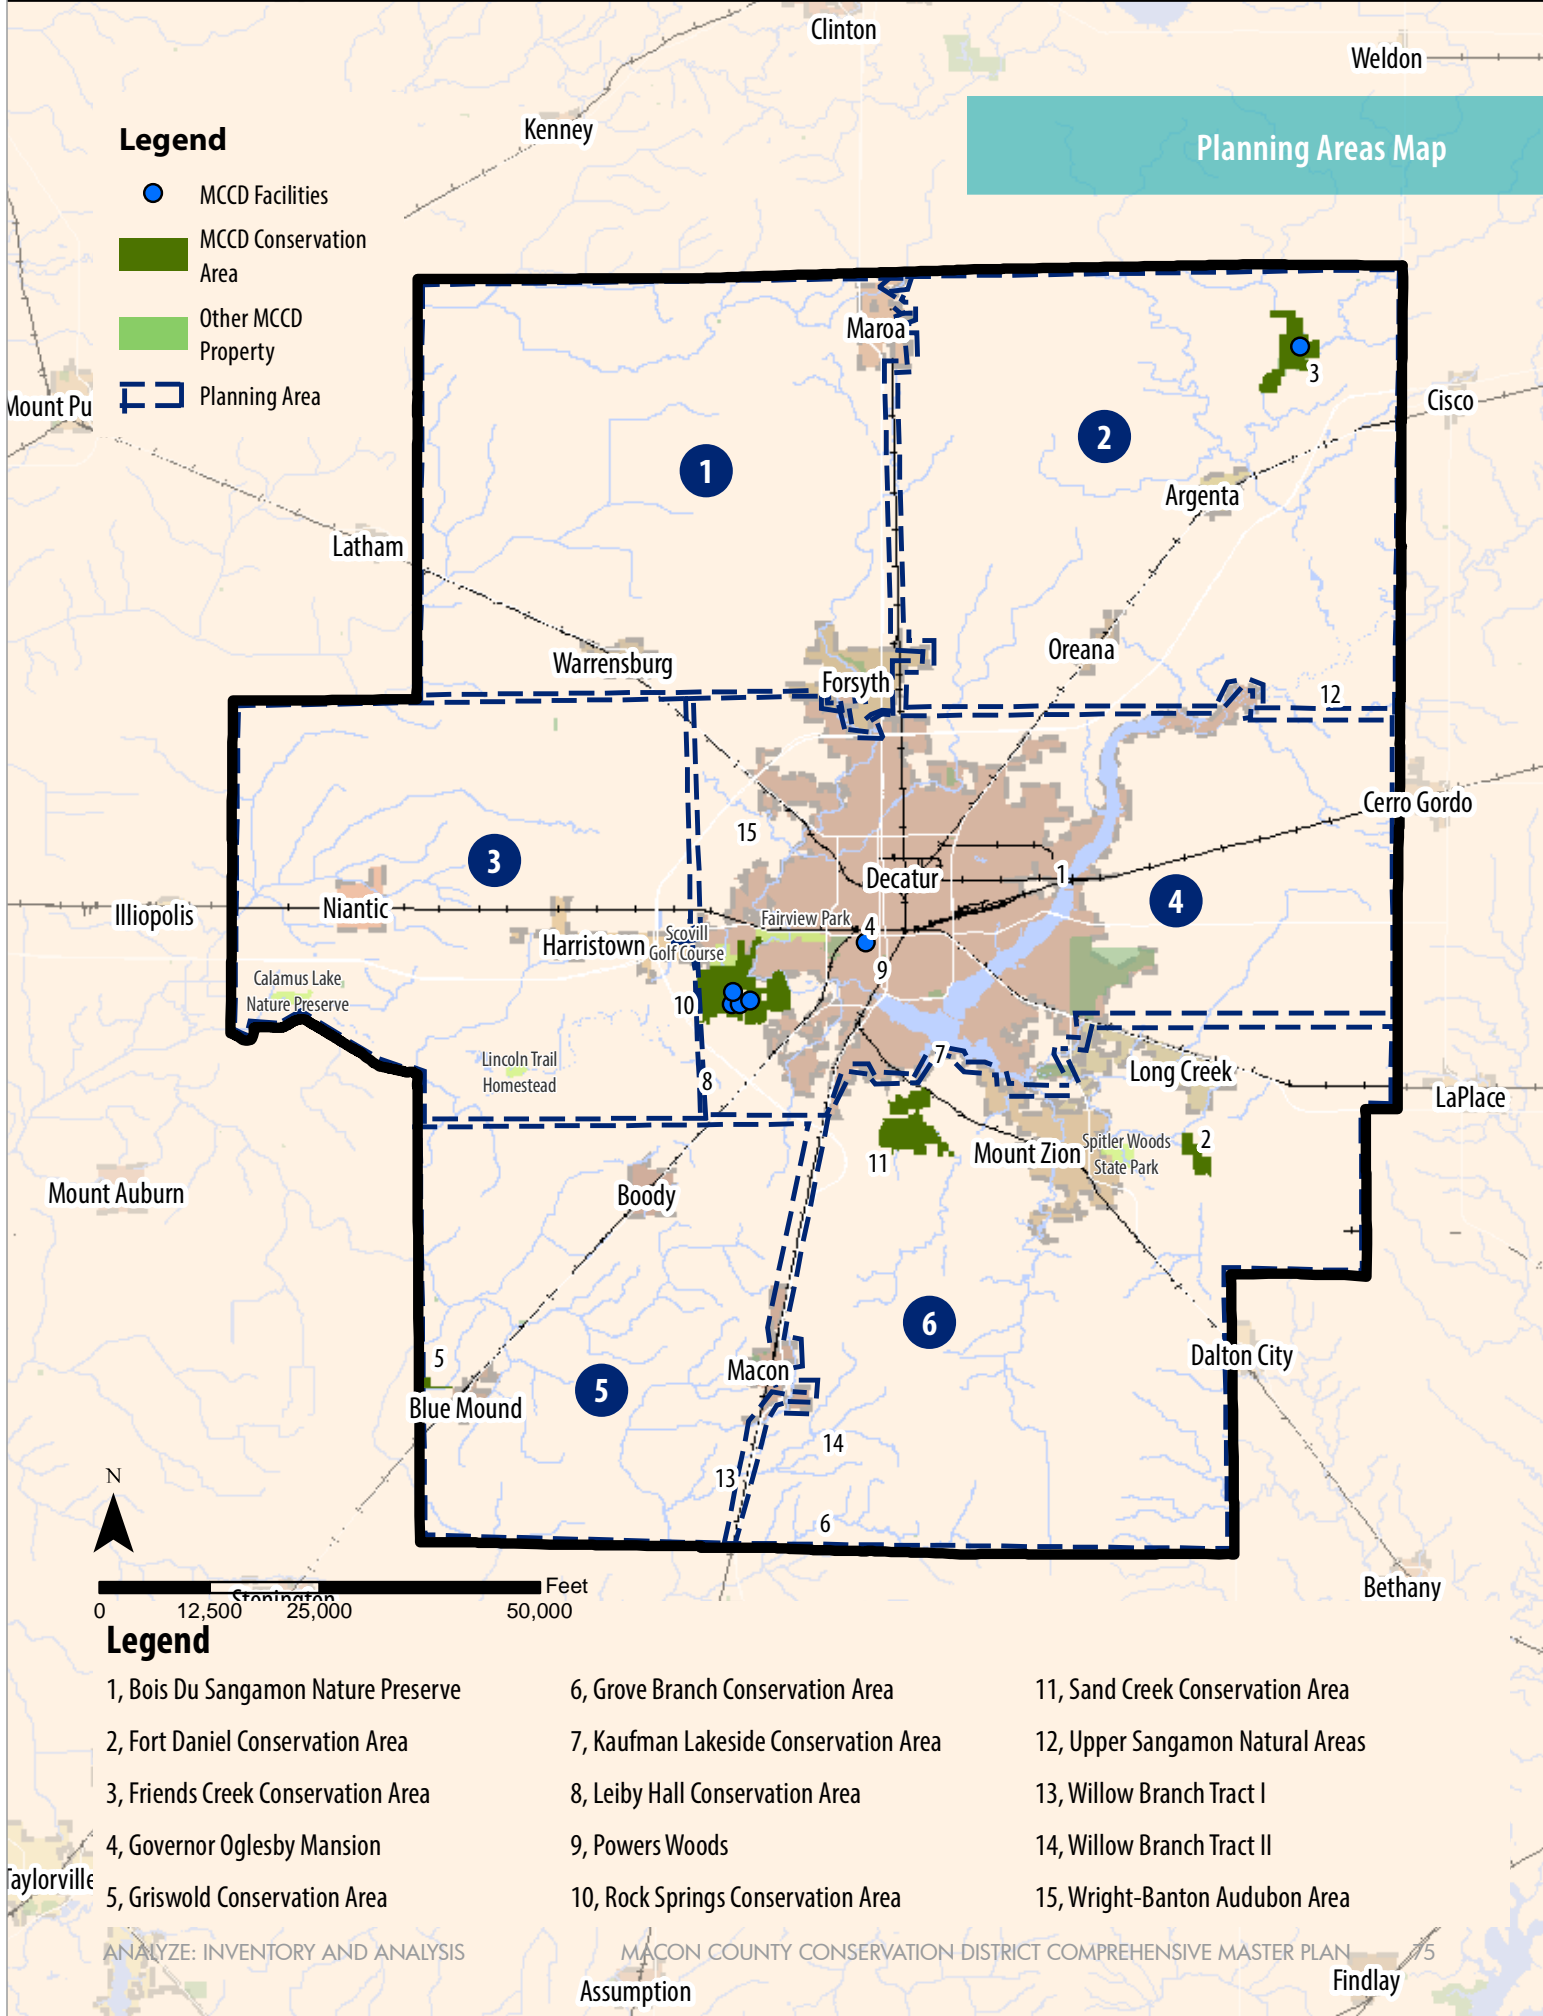 Clinton
Weldon
Kenney
Planning Areas Map
Legend
MCCD Facilities
MCCD Conservation
Area
Other MCCD
Property
Planning Area
Maroa
3
Mount Pu
Cisco
2
1
Argenta
Latham
Oreana
Warrensburg
Forsyth
12
Cerro Gordo
15
3
Decatur
1
4
Illiopolis
Niantic
Fairview Park
4
Harristown
Scovill
Golf Course
9
Calamus Lake
Nature Preserve
10
Lincoln Trail
Homestead
7
8
Long Creek
LaPlace
11
Mount Zion
Spitler Woods
State Park
2
Mount Auburn
Boody
6
5
Macon
Dalton City
5
Blue Mound
14
13
6
N
Feet
Stonington
0 12,500 25,000 50,000
Bethany
Legend
1, Bois Du Sangamon Nature Preserve
2, Fort Daniel Conservation Area
3, Friends Creek Conservation Area
4, Governor Oglesby Mansion
5, Griswold Conservation Area
6, Grove Branch Conservation Area
7, Kaufman Lakeside Conservation Area
8, Leiby Hall Conservation Area
9, Powers Woods
10, Rock Springs Conservation Area
11, Sand Creek Conservation Area
12, Upper Sangamon Natural Areas
13, Willow Branch Tract I
14, Willow Branch Tract II
15, Wright-Banton Audubon Area
Taylorville
ANALYZE: INVENTORY AND ANALYSIS
MACON COUNTY CONSERVATION DISTRICT COMPREHENSIVE MASTER PLAN 75
Assumption
Findlay